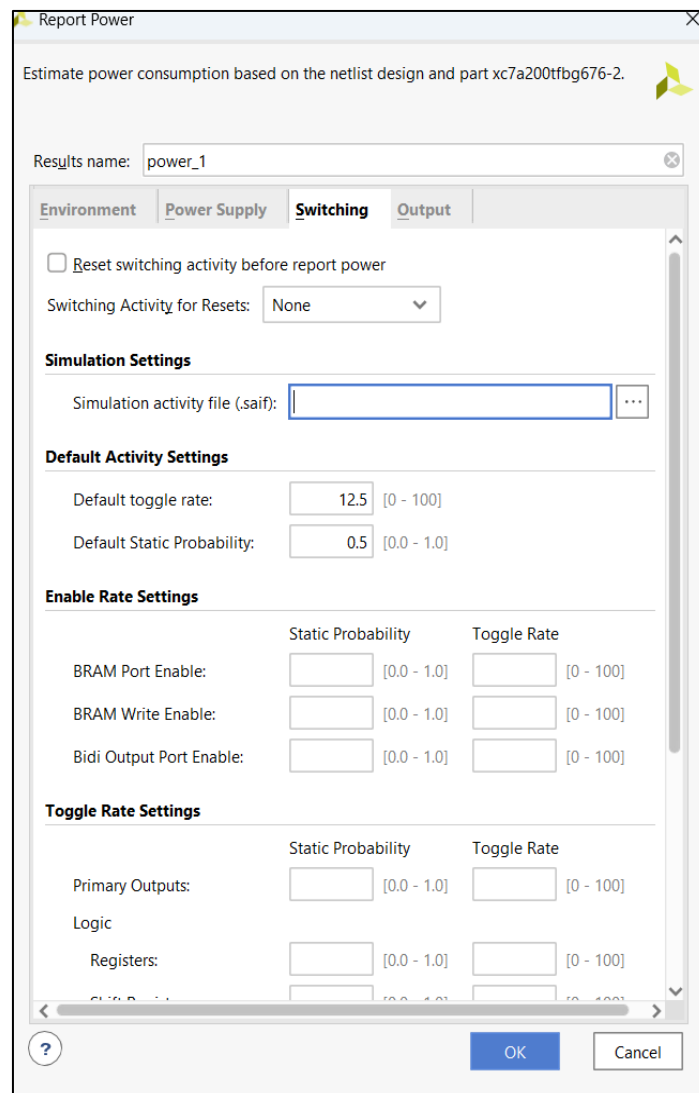 Report Power
Estimate power consumption based on the netlist design and part xc7a200tfbg676-2.
Results name: power_1
Environment Power Supply Switching Output
Reset switching activity before report power
Switching Activity for Resets: None
Simulation Settings
Simulation activity file (.saif): ...
Default Activity Settings
Default toggle rate: 12.5 [0 - 100]
Default Static Probability: 0.5 [0.0 - 1.0]
Enable Rate Settings
Static Probability Toggle Rate
BRAM Port Enable: [0.0 - 1.0] [0 - 100]
BRAM Write Enable: [0.0 - 1.0] [0 - 100]
Bidi Output Port Enable: [0.0 - 1.0] [0 - 100]
Toggle Rate Settings
Static Probability Toggle Rate
Primary Outputs: [0.0 - 1.0] [0 - 100]
Logic
Registers: [0.0 - 1.0] [0 - 100]
? OK Cancel